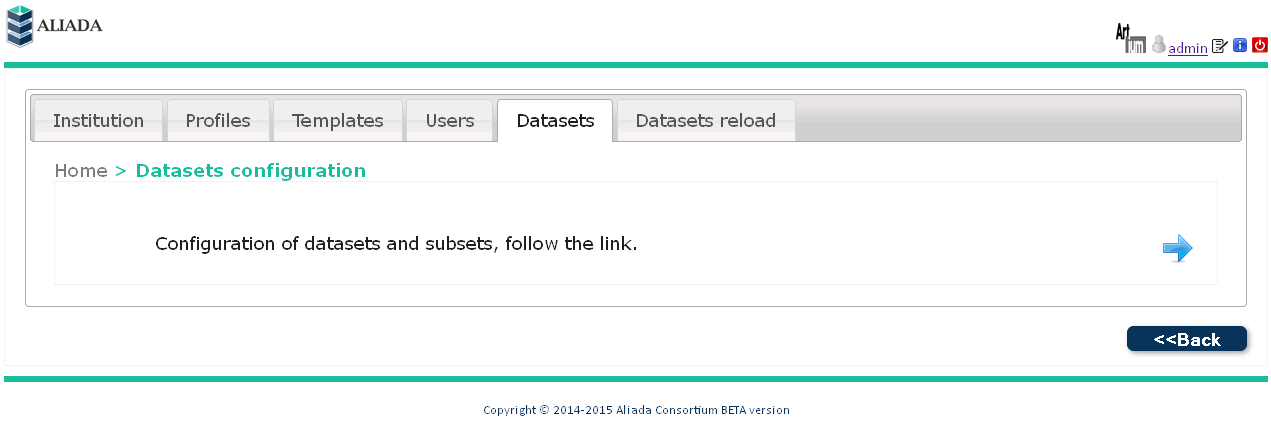 ALIADA
Art
ium
admin
Institution Profiles Templates Users Datasets Datasets reload
Home > Datasets configuration
Configuration of datasets and subsets, follow the link.
<<Back
Copyright © 2014-2015 Aliada Consortium BETA version